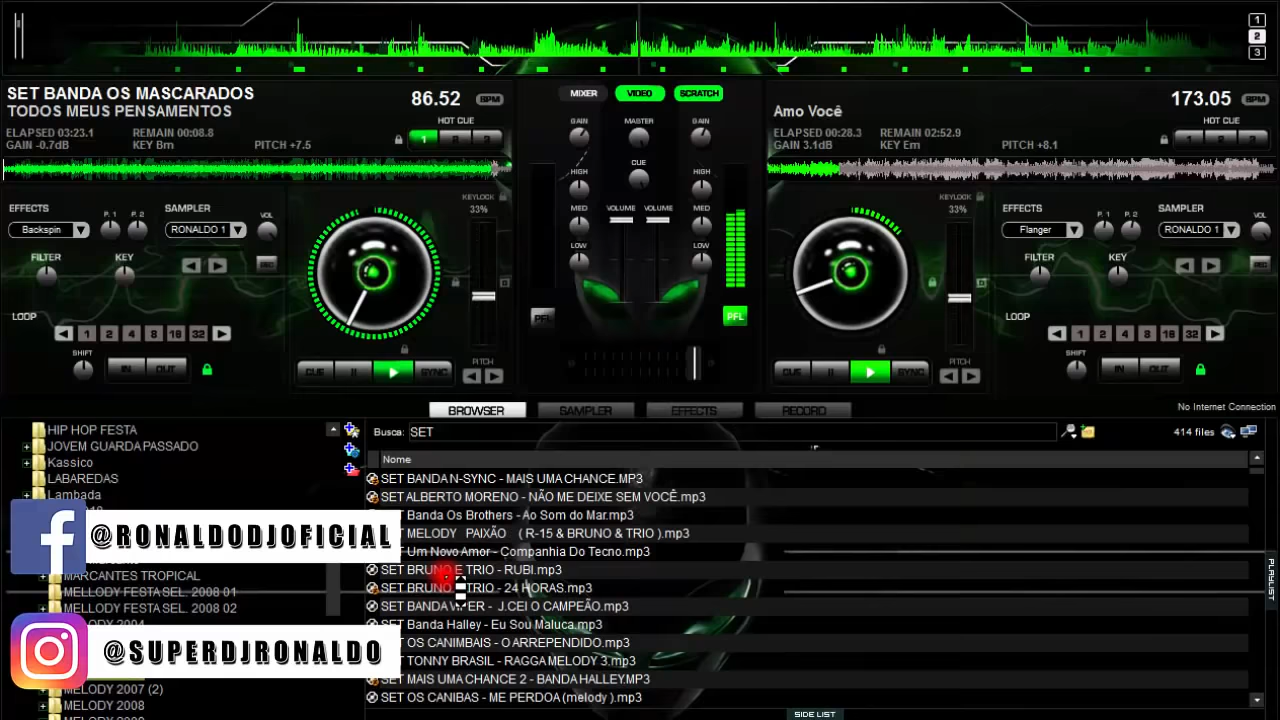 1
2
3
SET BANDA OS MASCARADOS
TODOS MEUS PENSAMENTOS
86.52 BPM
ELAPSED 03:23.1
REMAIN 00:08.8
GAIN -0.7dB
KEY Bm
PITCH +7.5
HOT CUE
1 2 3
MIXER
VIDEO
SCRATCH
GAIN
MASTER
GAIN
CUE
HIGH
HIGH
MED
VOLUME
VOLUME
MED
LOW
LOW
PFL
PFL
Amo Você
173.05 BPM
ELAPSED 00:28.3
REMAIN 02:52.9
GAIN 3.1dB
KEY Em
PITCH +8.1
HOT CUE
1 2 3
EFFECTS
P. 1
P. 2
SAMPLER
VOL
Backspin
RONALDO 1
FILTER
KEY
REC
LOOP
1 2 4 8 16 32
SHIFT
IN
OUT
KEYLOCK
33%
CUE
SYNC
PITCH
KEYLOCK
33%
CUE
SYNC
PITCH
EFFECTS
P. 1
P. 2
SAMPLER
VOL
Flanger
RONALDO 1
FILTER
KEY
REC
LOOP
1 2 4 8 16 32
SHIFT
IN
OUT
BROWSER
SAMPLER
EFFECTS
RECORD
No Internet Connection
HIP HOP FESTA
JOVEM GUARDA PASSADO
Kassico
LABAREDAS
Lambada
@RONALDODJOFICIAL
MARCANTES TROPICAL
MELLODY FESTA SEL. 2008 01
MELLODY FESTA SEL. 2008 02
@SUPERDJRONALDO
MELODY 2007 (2)
MELODY 2008
Busca: SET
414 files
Nome
SET BANDA N-SYNC - MAIS UMA CHANCE.MP3
SET ALBERTO MORENO - NÃO ME DEIXE SEM VOCÊ.mp3
Banda Os Brothers - Ao Som do Mar.mp3
MELODY PAIXÃO ( R-15 & BRUNO & TRIO ).mp3
Um Novo Amor - Companhia Do Tecno.mp3
SET BRUNO E TRIO - RUBI.mp3
SET BRUNO TRIO - 24 HORAS.mp3
SET BANDA - J.CEI O CAMPEÃO.mp3
SET Banda Halley - Eu Sou Maluca.mp3
OS CANIMBAIS - O ARREPENDIDO.mp3
TONNY BRASIL - RAGGA MELODY 3.mp3
MAIS UMA CHANCE 2 - BANDA HALLEY.MP3
SET OS CANIBAS - ME PERDOA (melody ).mp3
PLAYLIST
SIDE LIST